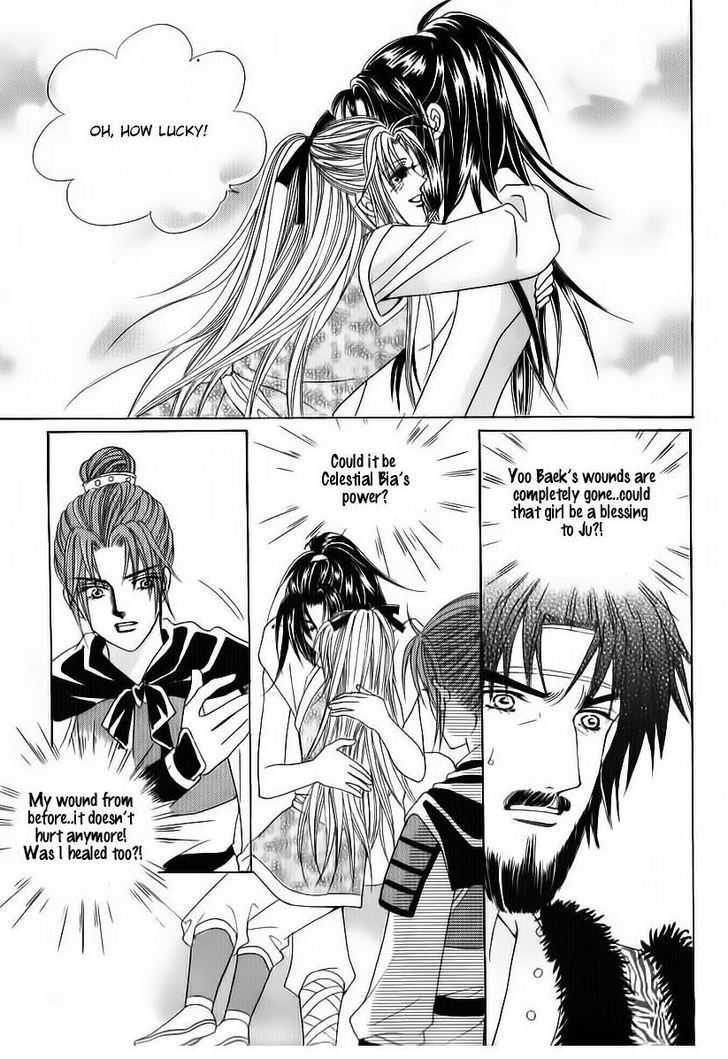 OH, HOW LUCKY!
My wound from
before..it doesn't
hurt anymore!
Was I healed too?!
Could it be
Celestial Bia's
power?
Yoo Baek's wounds are
completely gone..could
that girl be a blessing
to Ju?!